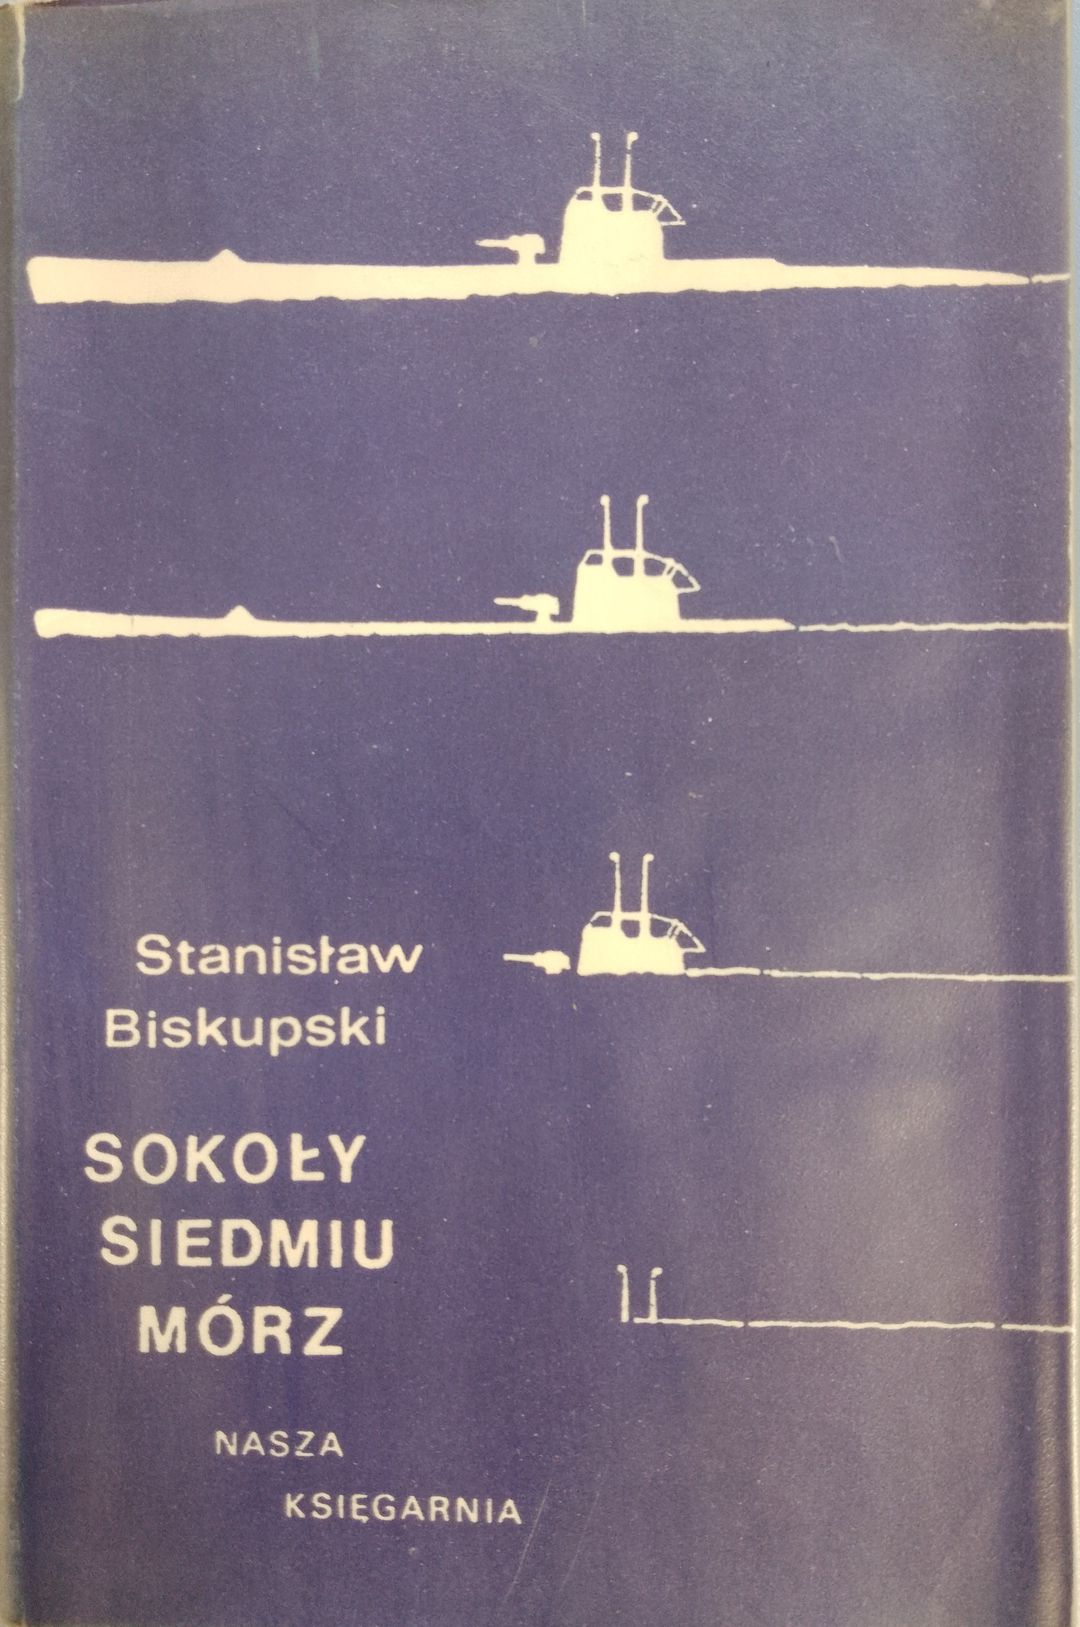 Stanisław
Biskupski
SOKOŁY
SIEDMIU
MÓRZ
NASZA
KSIĘGARNIA